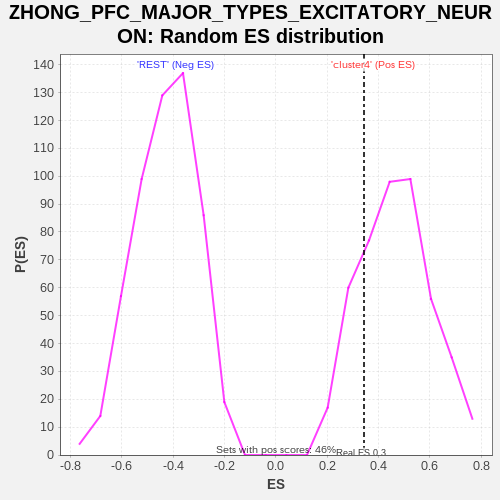 ZHONG_PFC_MAJOR_TYPES_EXCITATORY_NEUR
ON: Random ES distribution
'REST' (Neg ES) 'cluster4' (Pos ES)
140
130
120
110
100
90
80
70
60
50
40
30
20
10
0
P(ES)
Sets with pos scores: 46%
Real ES 0.3
-0.8 -0.6 -0.4 -0.2 0.0 0.2 0.4 0.6 0.8
ES